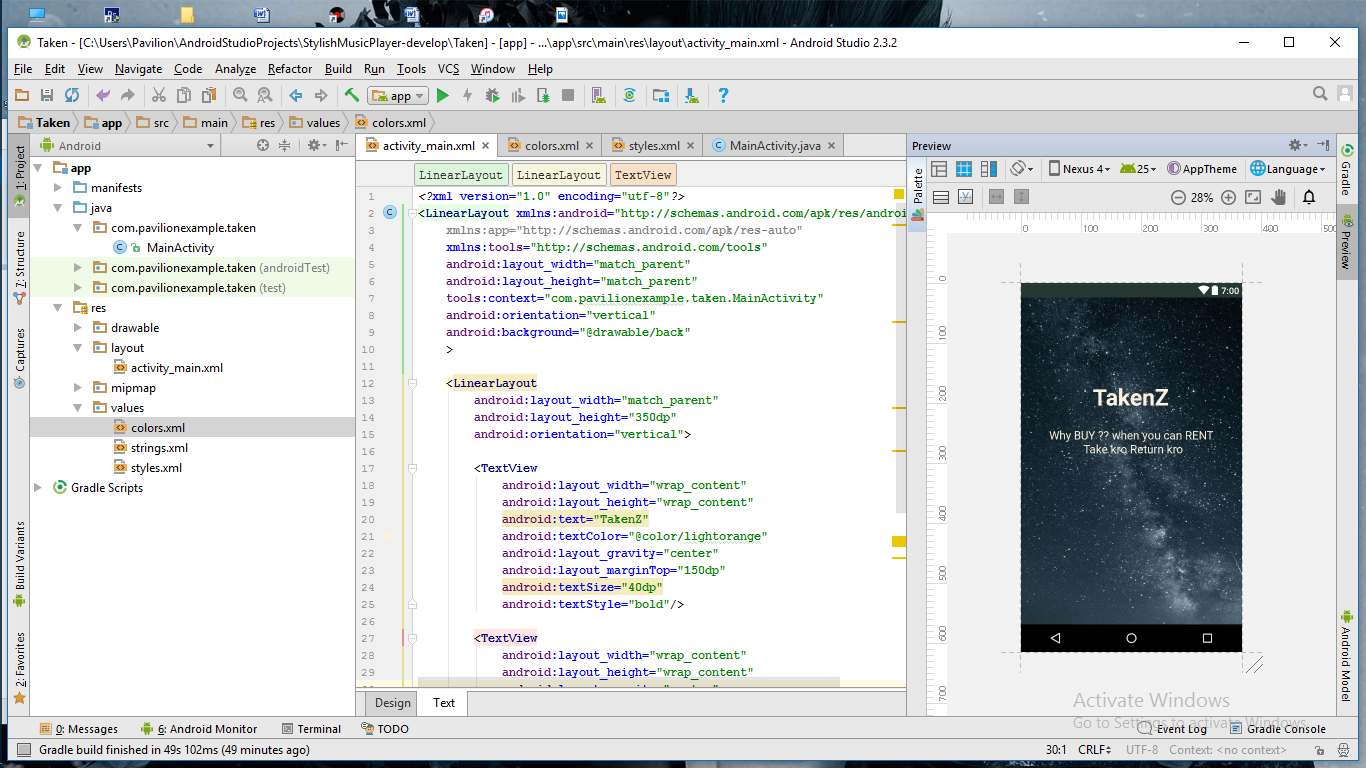 Taken - [C:\Users\Pavilion\AndroidStudioProjects\StylishMusicPlayer-develop\Taken] - [app] - ...\app\src\main\res\layout\activity_main.xml - Android Studio 2.3.2
File Edit View Navigate Code Analyze Refactor Build Run Tools VCS Window Help
app
Taken app src main res values colors.xml
1: Project
Z: Structure
Captures
Build Variants
2: Favorites
Android
app
manifests
java
com.pavilionexample.taken
MainActivity
com.pavilionexample.taken (androidTest)
com.pavilionexample.taken (test)
res
drawable
layout
activity_main.xml
mipmap
values
colors.xml
strings.xml
styles.xml
Gradle Scripts
activity_main.xml colors.xml styles.xml MainActivity.java
LinearLayout LinearLayout TextView
1 <?xml version="1.0" encoding="utf-8"?>
2 <LinearLayout xmlns:android="http://schemas.android.com/apk/res/andro
3 xmlns:app="http://schemas.android.com/apk/res-auto"
4 xmlns:tools="http://schemas.android.com/tools"
5 android:layout_width="match_parent"
6 android:layout_height="match_parent"
7 tools:context="com.pavilionexample.taken.MainActivity"
8 android:orientation="vertical"
9 android:background="@drawable/back"
10 >
11
12 <LinearLayout
13 android:layout_width="match_parent"
14 android:layout_height="350dp"
15 android:orientation="vertical">
16
17 <TextView
18 android:layout_width="wrap_content"
19 android:layout_height="wrap_content"
20 android:text="TakenZ"
21 android:textColor="@color/lightorange"
22 android:layout_gravity="center"
23 android:layout_marginTop="150dp"
24 android:textSize="40dp"
25 android:textStyle="bold"/>
26
27 <TextView
28 android:layout_width="wrap_content"
29 android:layout_height="wrap_content"
Design Text
Preview
Palette
Nexus 4 25 AppTheme Language
28%
0 100 200 300 400 500
0
100
200
300
400
500
600
700
7:00
TakenZ
Why BUY ?? when you can RENT
Take kro Return kro
Gradle
Preview
Android Model
Activate Windows
Go to Settings to activate Windows.
0: Messages 6: Android Monitor Terminal TODO Event Log Gradle Console
Gradle build finished in 49s 102ms (49 minutes ago) 30:1 CRLF UTF-8 Context: <no context>